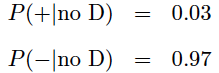 P(+|no D) = 0.03
P(−|no D) = 0.97